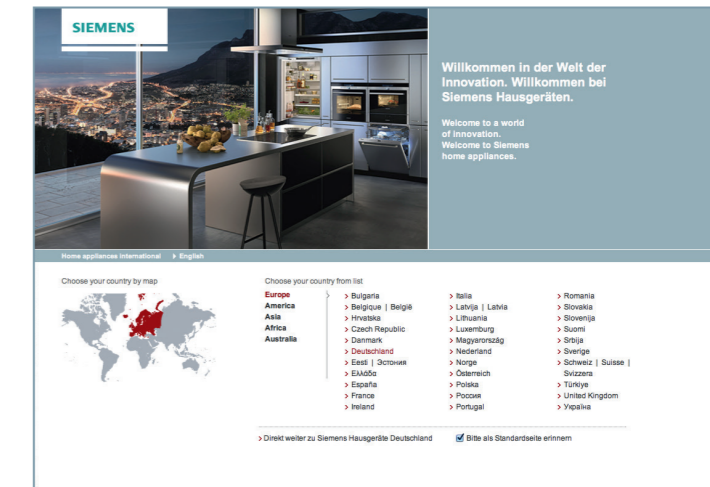 SIEMENS
Willkommen in der Welt der
Innovation. Willkommen bei
Siemens Hausgeräten.
Welcome to a world
of innovation.
Welcome to Siemens
home appliances.
Home appliances international > English
Choose your country by map
Choose your country from list
Europe >
America
Asia
Africa
Australia
> Bulgaria
> Belgique | België
> Hrvatska
> Czech Republic
> Danmark
> Deutschland
> Eesti | Эстония
> Ελλάδα
> España
> France
> Ireland
> Italia
> Latvija | Latvia
> Lithuania
> Luxemburg
> Magyarország
> Nederland
> Norge
> Österreich
> Polska
> Россия
> Portugal
> Romania
> Slovakia
> Slovenija
> Suomi
> Srbija
> Sverige
> Schweiz | Suisse |
Svizzera
> Türkiye
> United Kingdom
> Україна
> Direkt weiter zu Siemens Hausgeräte Deutschland
Bitte als Standardseite erinnern